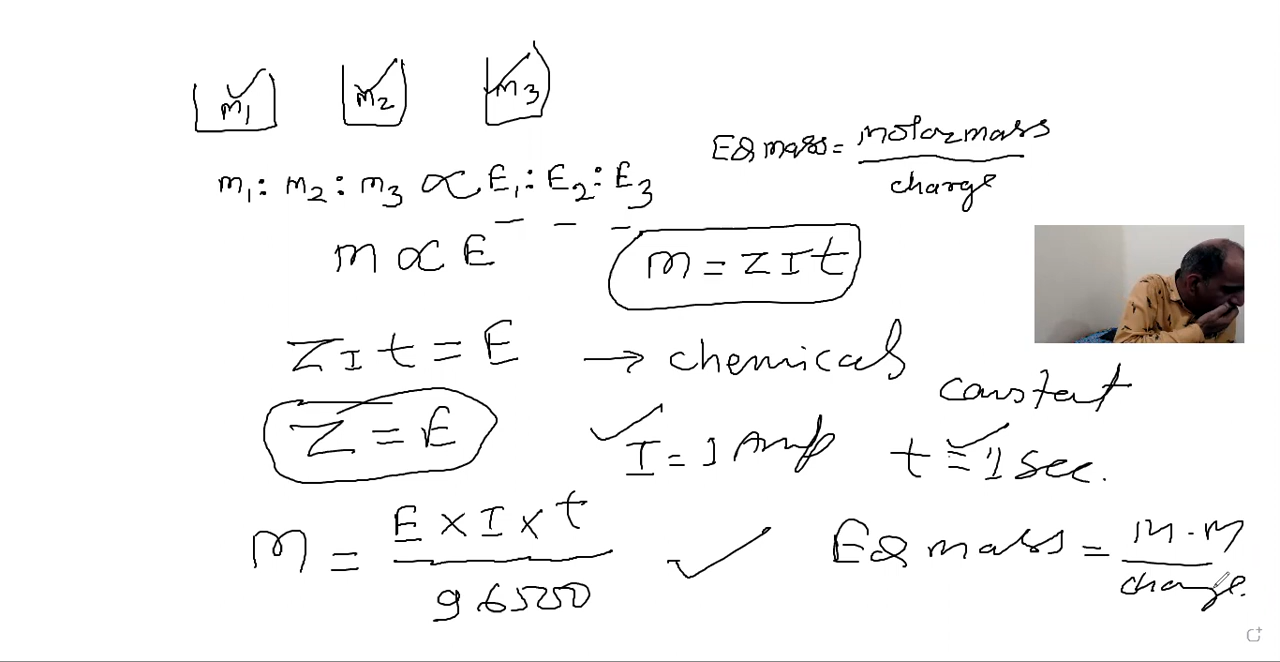 m1 m2 m3
Eq mass = molar mass / charge
m1 : m2 : m3 ∝ E1 : E2 : E3
m ∝ E m = Z I t
Z I t = E → chemical constant
Z = E I = 1 Amp t = 1 sec.
m = E × I × t / 96500 Eq mass = M.M / charge.